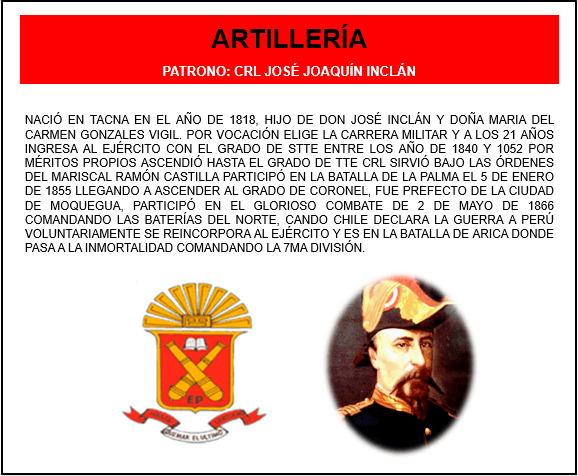 ARTILLERÍA
PATRONO: CRL JOSÉ JOAQUÍN INCLÁN
NACIÓ EN TACNA EN EL AÑO DE 1818, HIJO DE DON JOSÉ INCLÁN Y DOÑA MARIA DEL
CARMEN GONZALES VIGIL. POR VOCACIÓN ELIGE LA CARRERA MILITAR Y A LOS 21 AÑOS
INGRESA AL EJÉRCITO CON EL GRADO DE STTE ENTRE LOS AÑO DE 1840 Y 1052 POR
MÉRITOS PROPIOS ASCENDIÓ HASTA EL GRADO DE TTE CRL SIRVIÓ BAJO LAS ÓRDENES
DEL MARISCAL RAMÓN CASTILLA PARTICIPÓ EN LA BATALLA DE LA PALMA EL 5 DE ENERO
DE 1855 LLEGANDO A ASCENDER AL GRADO DE CORONEL, FUE PREFECTO DE LA CIUDAD
DE MOQUEGUA, PARTICIPÓ EN EL GLORIOSO COMBATE DE 2 DE MAYO DE 1866
COMANDANDO LAS BATERÍAS DEL NORTE, CANDO CHILE DECLARA LA GUERRA A PERÚ
VOLUNTARIAMENTE SE REINCORPORA AL EJÉRCITO Y ES EN LA BATALLA DE ARICA DONDE
PASA A LA INMORTALIDAD COMANDANDO LA 7MA DIVISIÓN.
EP
QUEMAR EL ULTIMO